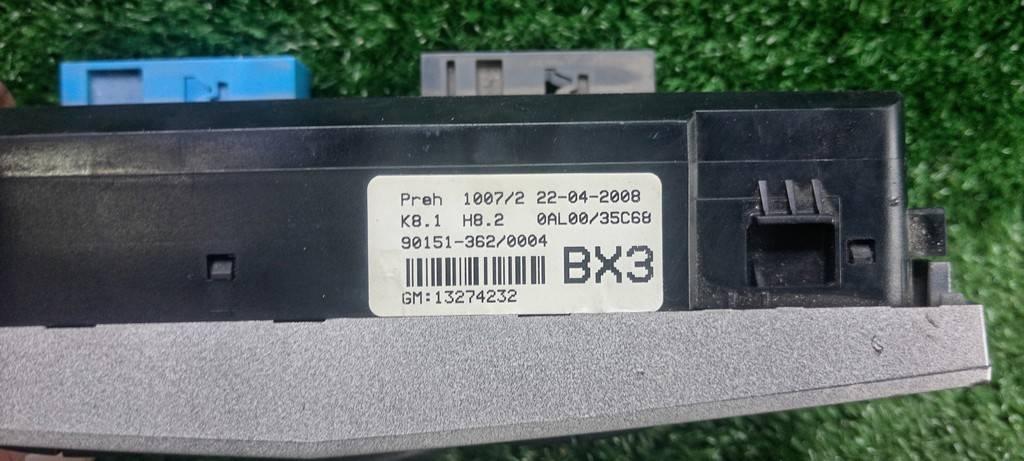 Preh 1007/2 22-04-2008
K8.1 H8.2 0AL00/35C68
90151-362/0004
BX3
GM:13274232